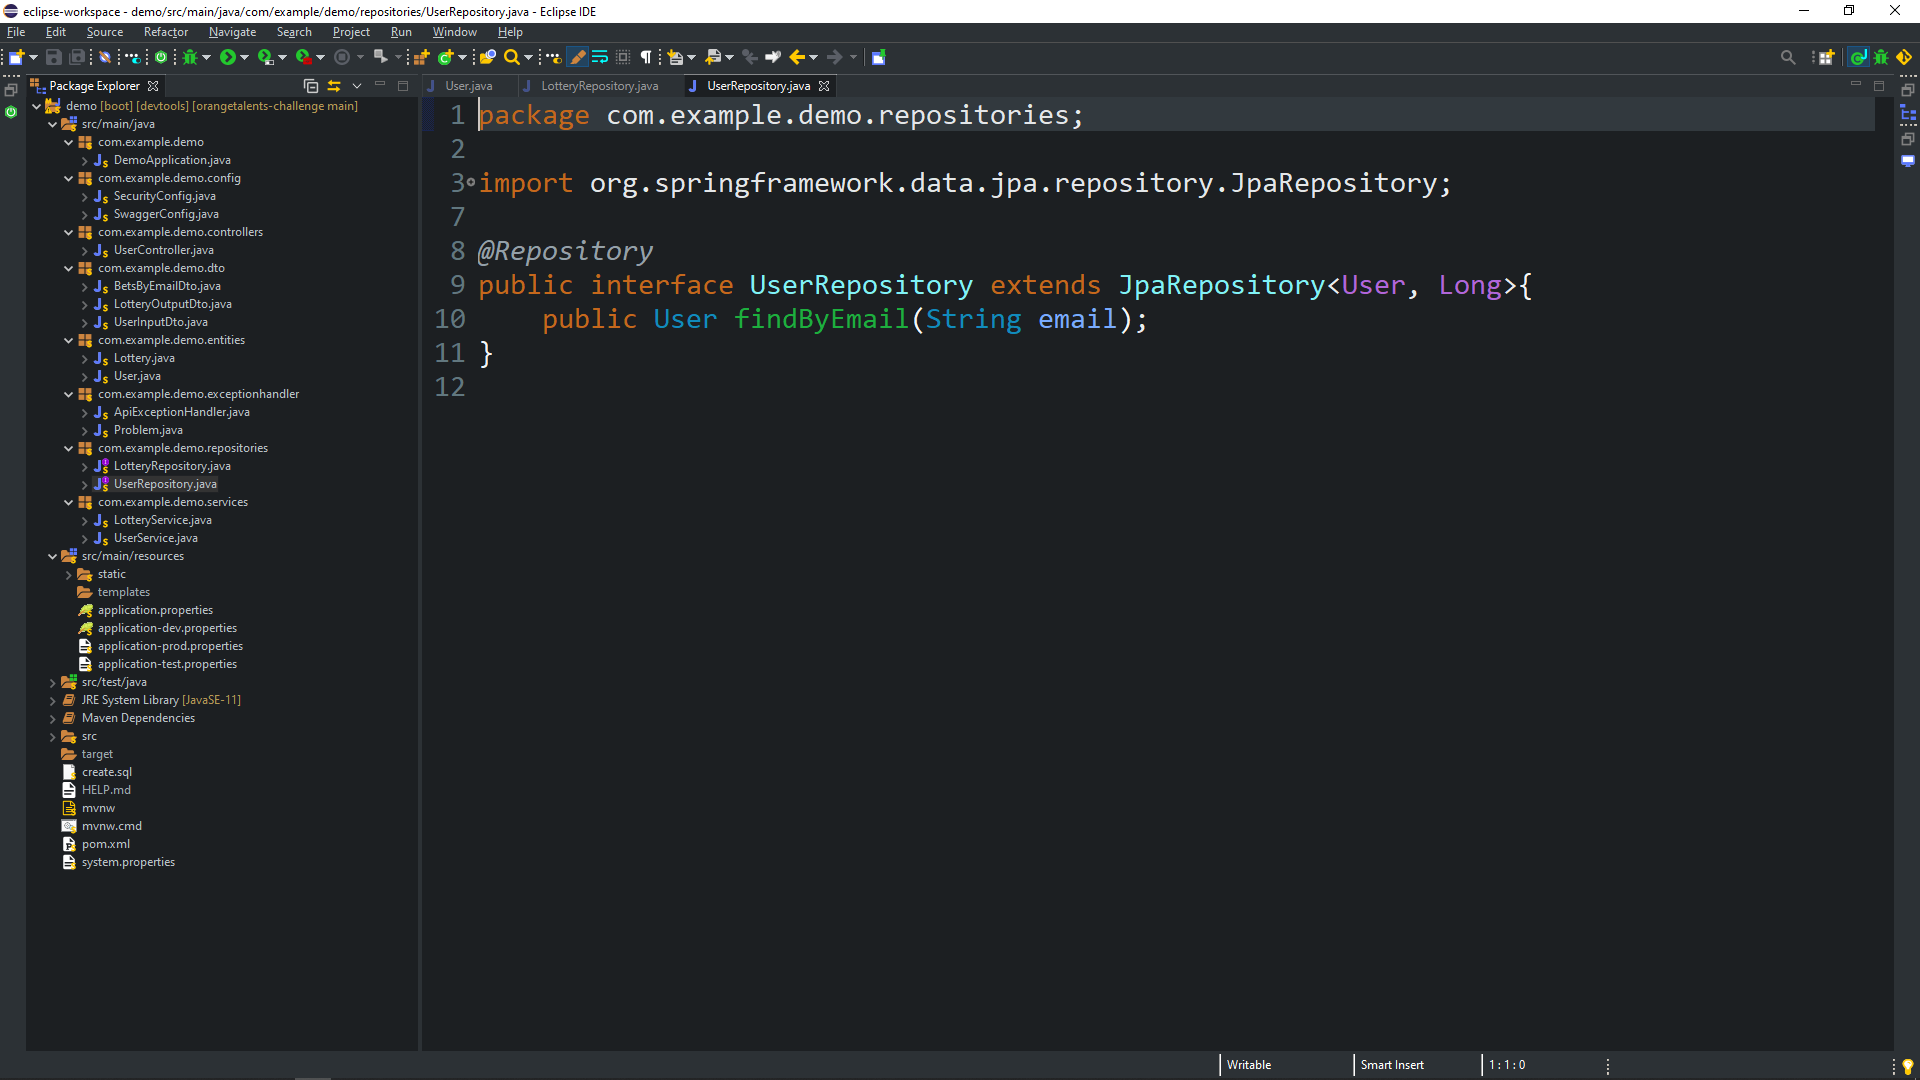 eclipse-workspace - demo/src/main/java/com/example/demo/repositories/UserRepository.java - Eclipse IDE
File Edit Source Refactor Navigate Search Project Run Window Help
Package Explorer
User.java LotteryRepository.java UserRepository.java
demo [boot] [devtools] [orangetalents-challenge main]
src/main/java
com.example.demo
DemoApplication.java
com.example.demo.config
SecurityConfig.java
SwaggerConfig.java
com.example.demo.controllers
UserController.java
com.example.demo.dto
BetsByEmailDto.java
LotteryOutputDto.java
UserInputDto.java
com.example.demo.entities
Lottery.java
User.java
com.example.demo.exceptionhandler
ApiExceptionHandler.java
Problem.java
com.example.demo.repositories
LotteryRepository.java
UserRepository.java
com.example.demo.services
LotteryService.java
UserService.java
src/main/resources
static
templates
application.properties
application-dev.properties
application-prod.properties
application-test.properties
src/test/java
JRE System Library [JavaSE-11]
Maven Dependencies
src
target
create.sql
HELP.md
mvnw
mvnw.cmd
pom.xml
system.properties
1 package com.example.demo.repositories;
2
3 import org.springframework.data.jpa.repository.JpaRepository;
7
8 @Repository
9 public interface UserRepository extends JpaRepository<User, Long>{
10 public User findByEmail(String email);
11 }
12
Writable Smart Insert 1 : 1 : 0